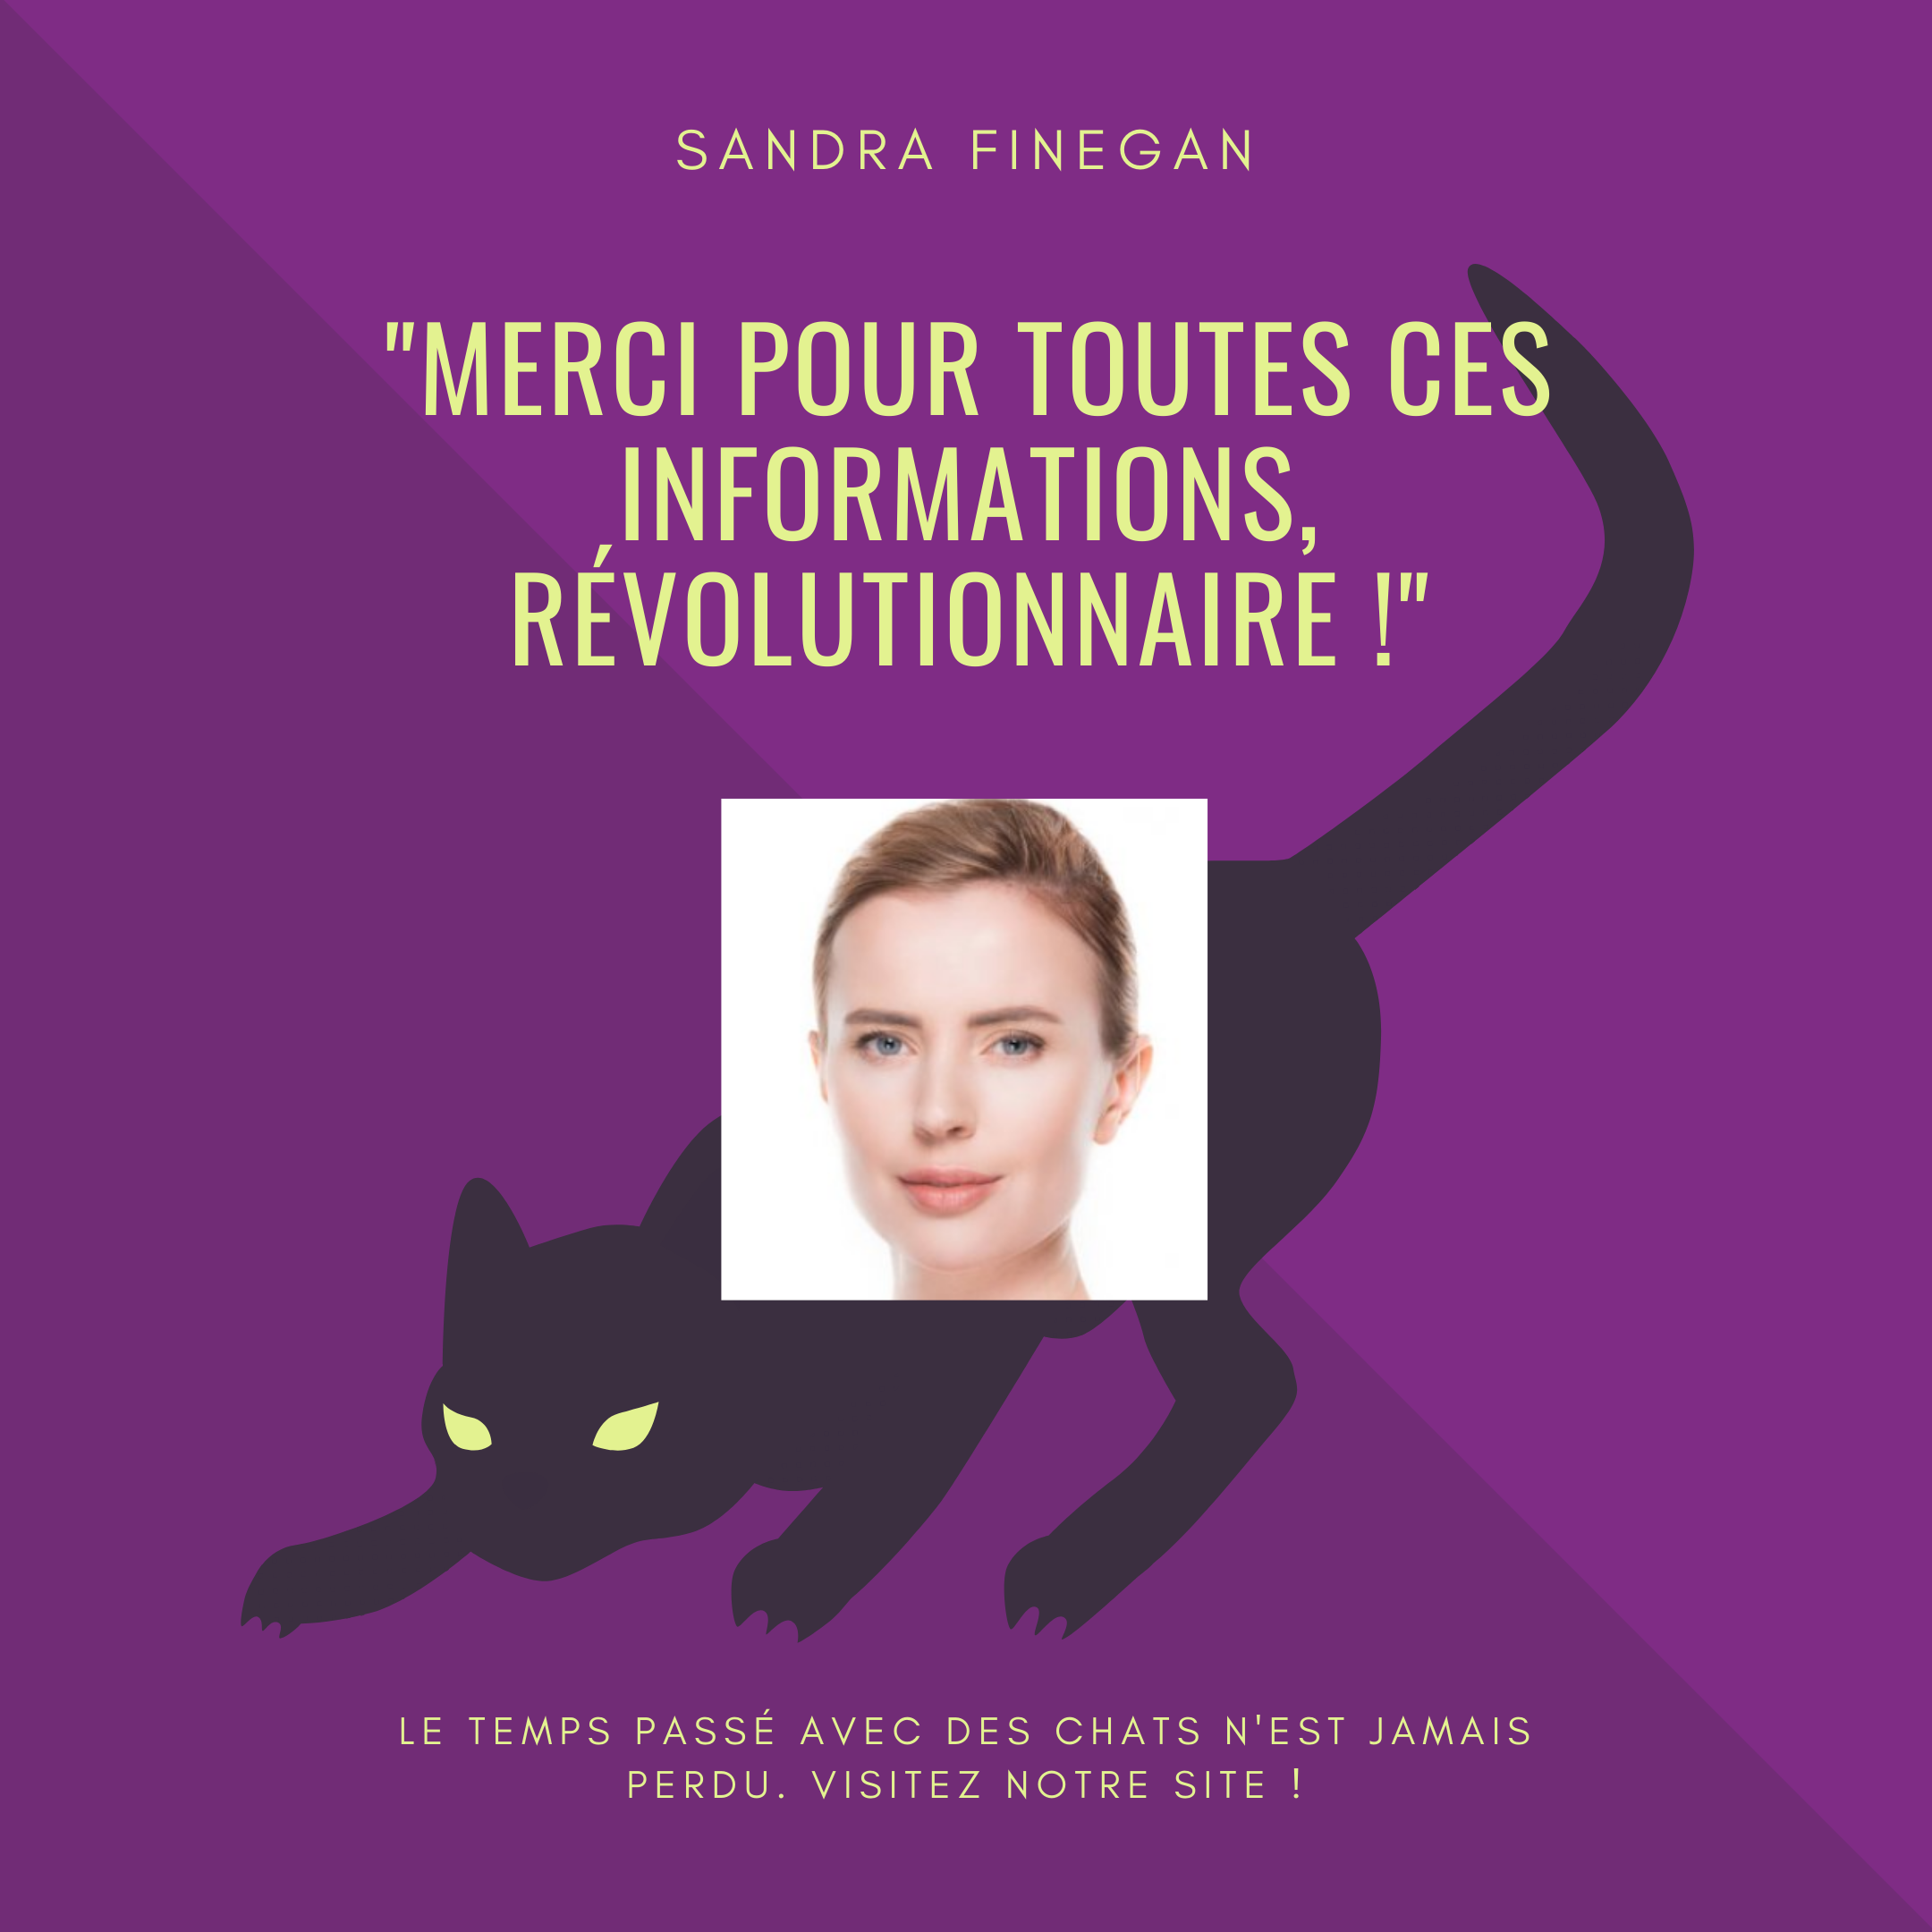 SANDRA FINEGAN
"MERCI POUR TOUTES CES
INFORMATIONS,
RÉVOLUTIONNAIRE !"
LE TEMPS PASSÉ AVEC DES CHATS N'EST JAMAIS
PERDU. VISITEZ NOTRE SITE !